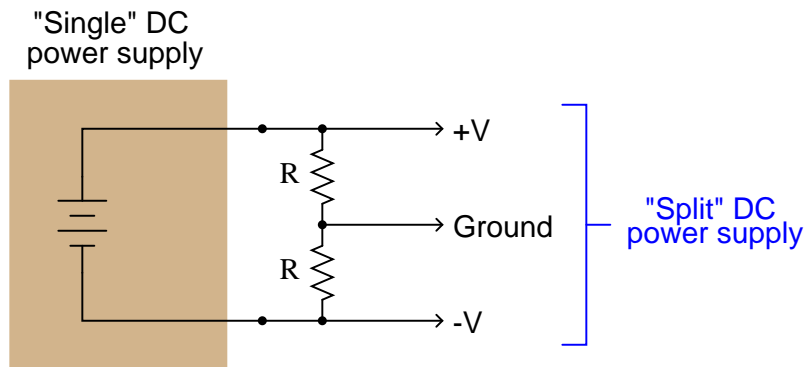 "Single" DC
power supply
+V
R
Ground
"Split" DC
power supply
R
-V